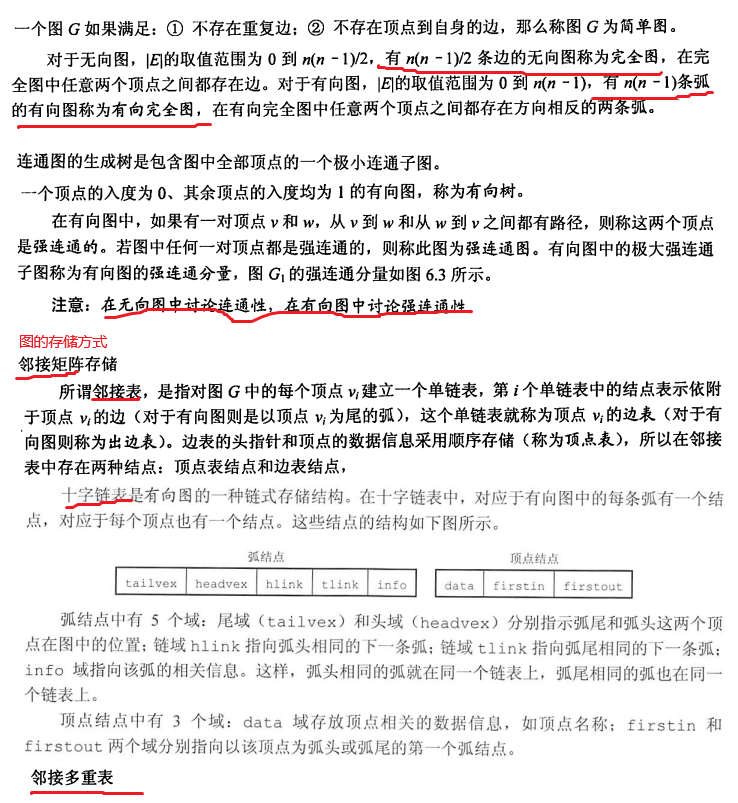 一个图 G 如果满足：① 不存在重复边；② 不存在顶点到自身的边，那么称图 G 为简单图。
对于无向图，|E|的取值范围为 0 到 n(n - 1)/2，有 n(n - 1)/2 条边的无向图称为完全图，在完
全图中任意两个顶点之间都存在边。对于有向图，|E|的取值范围为 0 到 n(n - 1)，有 n(n - 1)条弧
的有向图称为有向完全图，在有向完全图中任意两个顶点之间都存在方向相反的两条弧。
连通图的生成树是包含图中全部顶点的一个极小连通子图。
一个顶点的入度为 0、其余顶点的入度均为 1 的有向图，称为有向树。
在有向图中，如果有一对顶点 v 和 w，从 v 到 w 和从 w 到 v 之间都有路径，则称这两个顶点
是强连通的。若图中任何一对顶点都是强连通的，则称此图为强连通图。有向图中的极大强连通
子图称为有向图的强连通分量，图 G₁ 的强连通分量如图 6.3 所示。
注意：在无向图中讨论连通性，在有向图中讨论强连通性
图的存储方式
邻接矩阵存储
所谓邻接表，是指对图 G 中的每个顶点 vᵢ 建立一个单链表，第 i 个单链表中的结点表示依附
于顶点 vᵢ 的边（对于有向图则是以顶点 vᵢ 为尾的弧），这个单链表就称为顶点 vᵢ 的边表（对于有
向图则称为出边表）。边表的头指针和顶点的数据信息采用顺序存储（称为顶点表），所以在邻接
表中存在两种结点：顶点表结点和边表结点，
十字链表是有向图的一种链式存储结构。在十字链表中，对应于有向图中的每条弧有一个结
点，对应于每个顶点也有一个结点。这些结点的结构如下图所示。
弧结点 顶点结点
tailvex headvex hlink tlink info data firstin firstout
弧结点中有 5 个域：尾域（tailvex）和头域（headvex）分别指示弧尾和弧头这两个顶
点在图中的位置；链域 hlink 指向弧头相同的下一条弧；链域 tlink 指向弧尾相同的下一条弧；
info 域指向该弧的相关信息。这样，弧头相同的弧就在同一个链表上，弧尾相同的弧也在同一
个链表上。
顶点结点中有 3 个域：data 域存放顶点相关的数据信息，如顶点名称；firstin 和
firstout 两个域分别指向以该顶点为弧头或弧尾的第一个弧结点。
邻接多重表